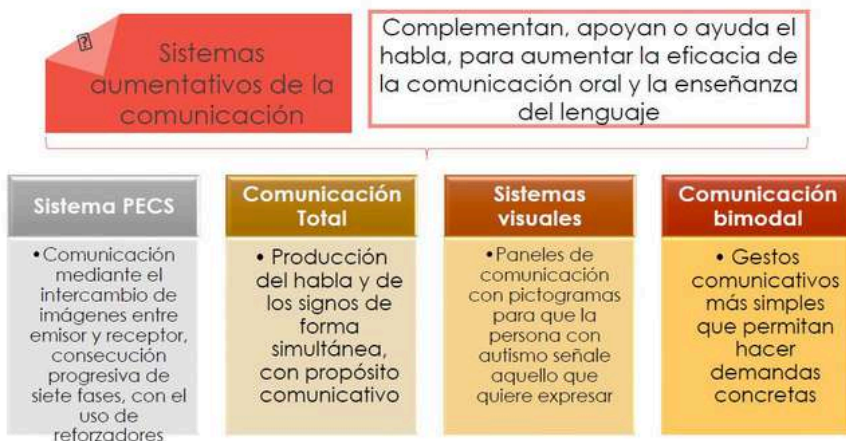 Sistemas
aumentativos de la
comunicación
Complementan, apoyan o ayuda el
habla, para aumentar la eficacia de
la comunicación oral y la enseñanza
del lenguaje
Sistema PECS
•Comunicación
mediante el
intercambio de
imágenes entre
emisor y receptor,
consecución
progresiva de
siete fases, con el
uso de
reforzadores
Comunicación
Total
• Producción
del habla y de
los signos de
forma
simultánea,
con propósito
comunicativo
Sistemas
visuales
• Paneles de
comunicación
con pictogramas
para que la
persona con
autismo señale
aquello que
quiere expresar
Comunicación
bimodal
• Gestos
comunicativos
más simples
que permitan
hacer
demandas
concretas